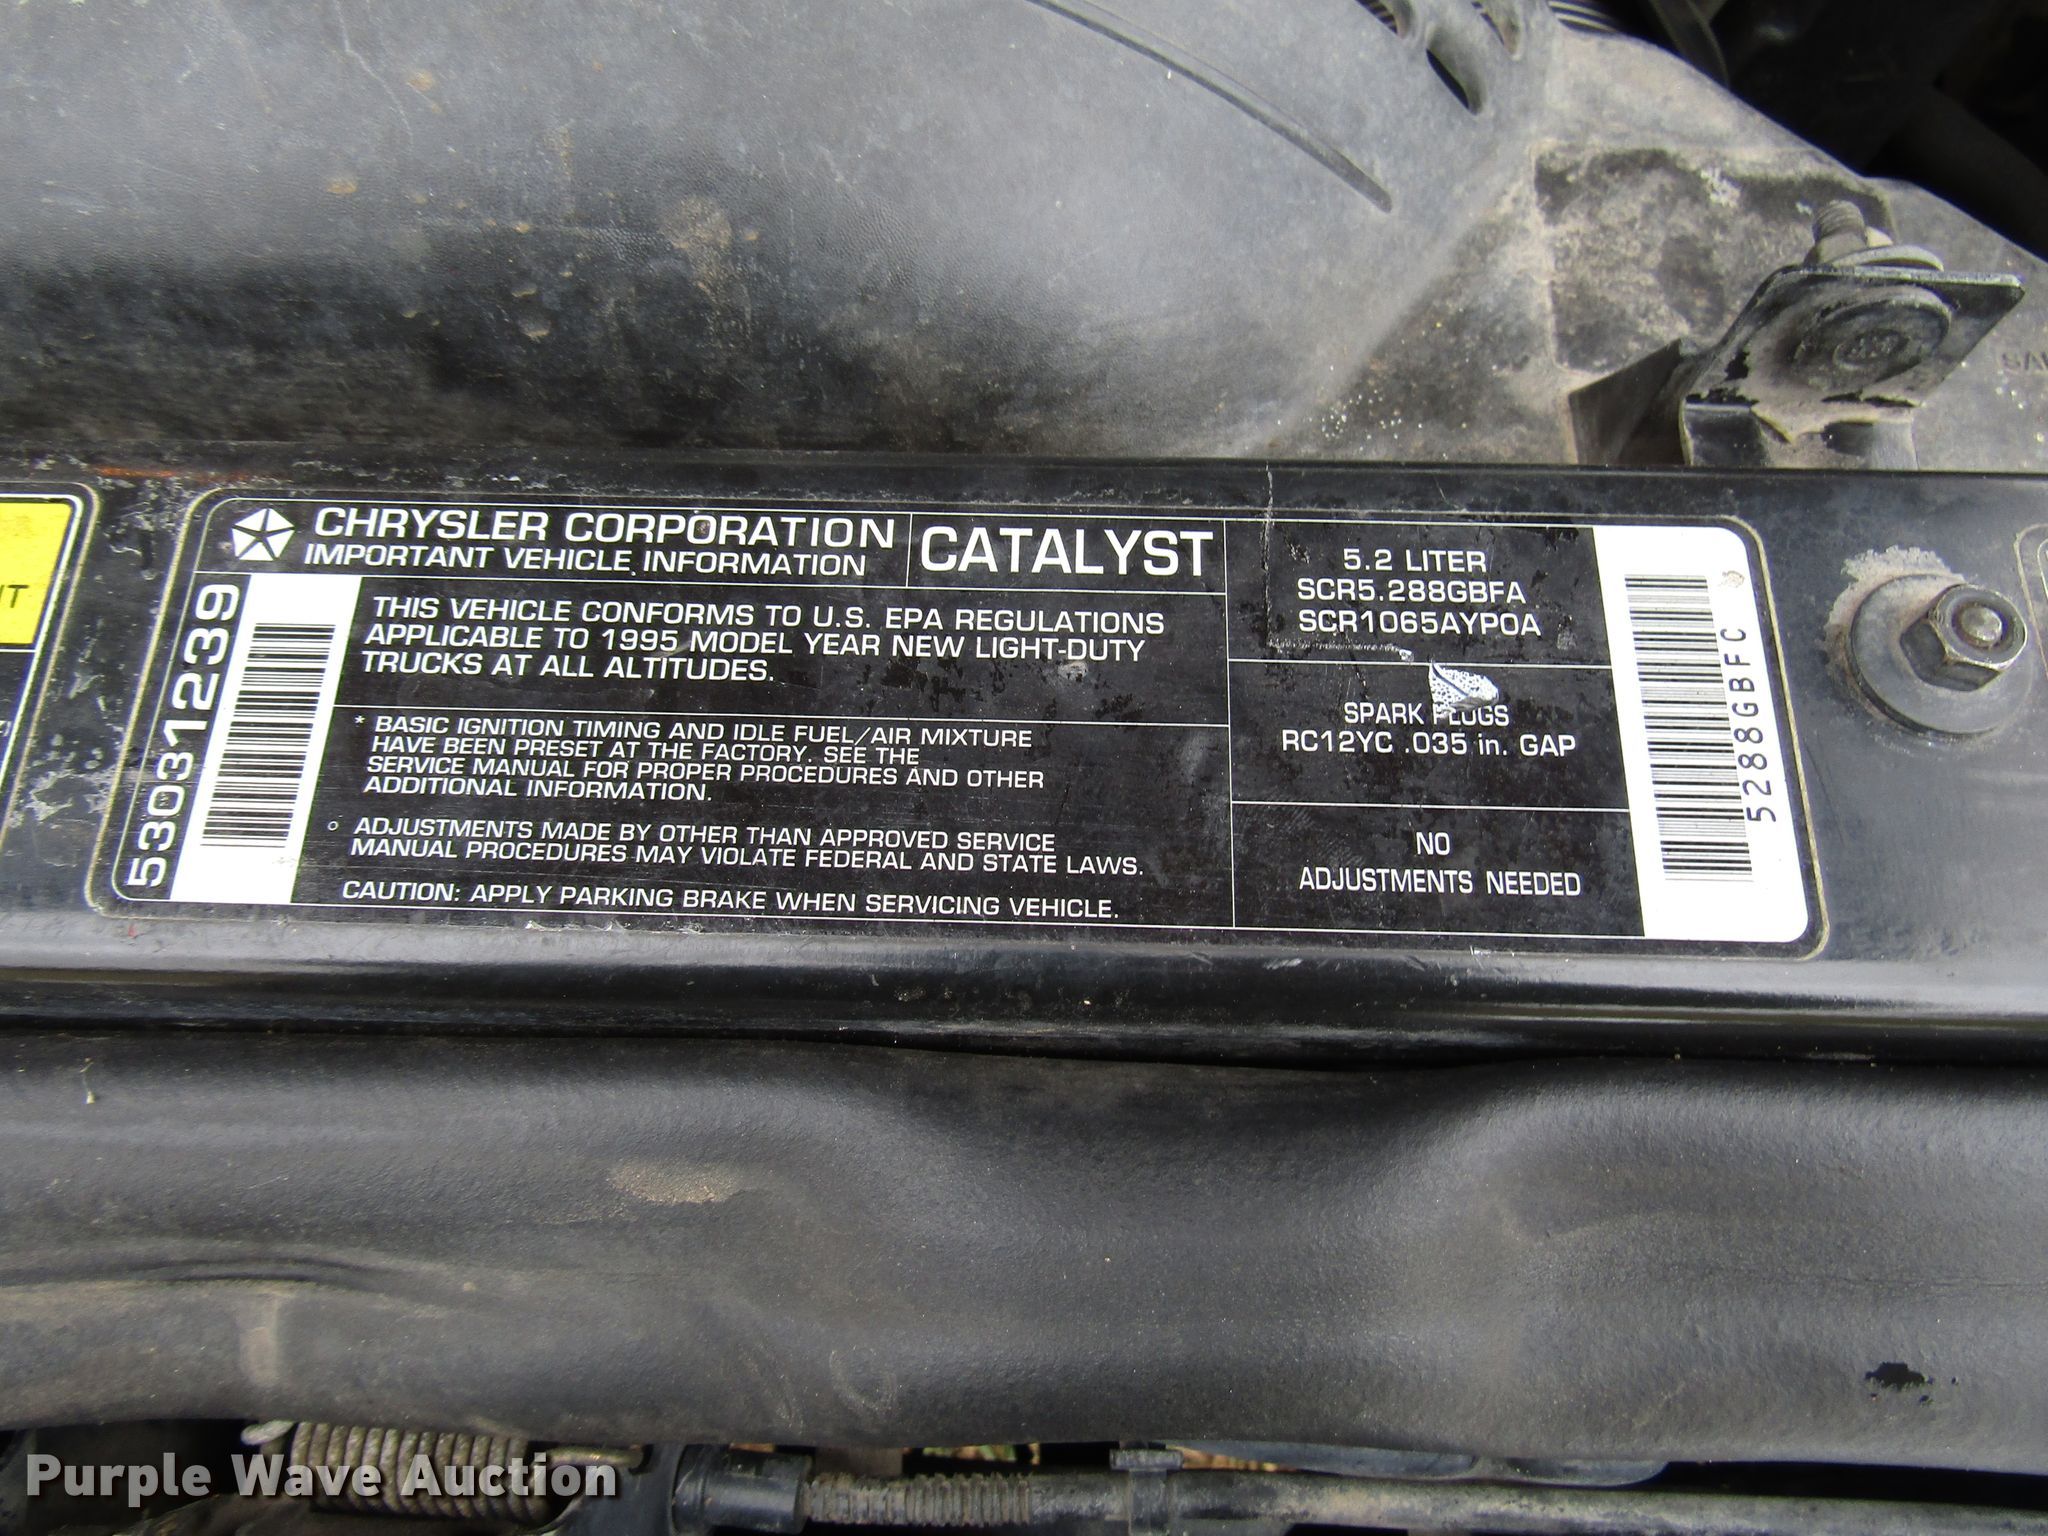 CHRYSLER CORPORATION
IMPORTANT VEHICLE INFORMATION
CATALYST
THIS VEHICLE CONFORMS TO U.S. EPA REGULATIONS
APPLICABLE TO 1995 MODEL YEAR NEW LIGHT-DUTY
TRUCKS AT ALL ALTITUDES.
* BASIC IGNITION TIMING AND IDLE FUEL/AIR MIXTURE
HAVE BEEN PRESET AT THE FACTORY. SEE THE
SERVICE MANUAL FOR PROPER PROCEDURES AND OTHER
ADDITIONAL INFORMATION.
° ADJUSTMENTS MADE BY OTHER THAN APPROVED SERVICE
MANUAL PROCEDURES MAY VIOLATE FEDERAL AND STATE LAWS.
CAUTION: APPLY PARKING BRAKE WHEN SERVICING VEHICLE.
5.2 LITER
SCR5.288GBFA
SCR1065AYP0A
SPARK PLUGS
RC12YC .035 in. GAP
NO
ADJUSTMENTS NEEDED
53031239
5288GBFC
Purple Wave Auction